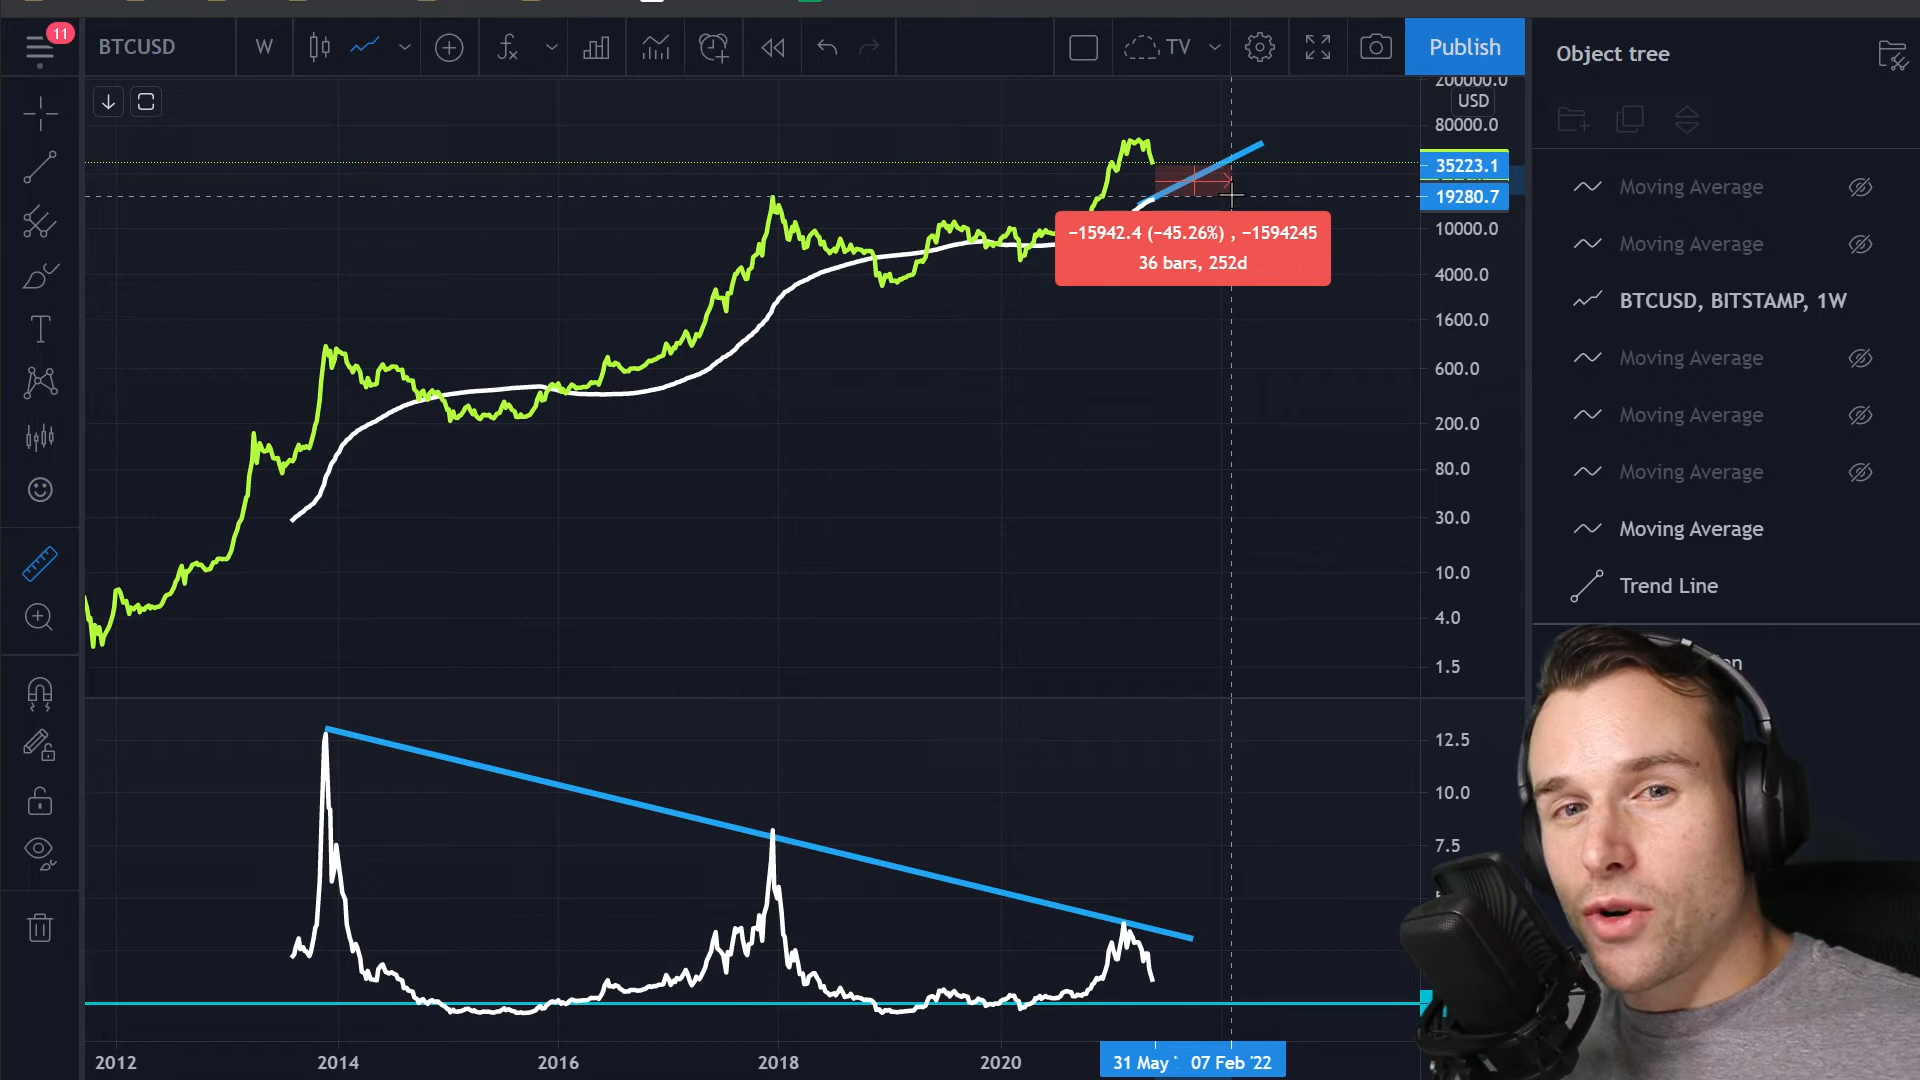 11
BTCUSD
W
TV
Publish
Object tree
200000.0
USD
80000.0
35223.1
19280.7
10000.0
4000.0
1600.0
600.0
200.0
80.0
30.0
10.0
4.0
1.5
−15942.4 (−45.26%) , −1594245
36 bars, 252d
Moving Average
Moving Average
BTCUSD, BITSTAMP, 1W
Moving Average
Moving Average
Moving Average
Moving Average
Trend Line
12.5
10.0
7.5
2012
2014
2016
2018
2020
31 May '
07 Feb '22